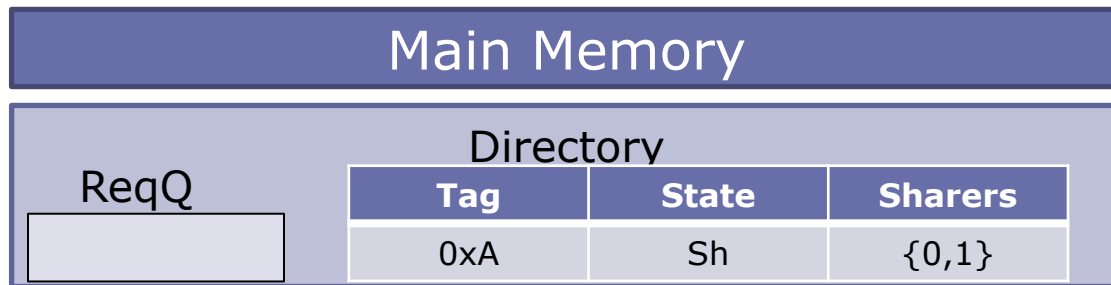 Main Memory
Directory
ReqQ
Tag State Sharers
0xA Sh {0,1}